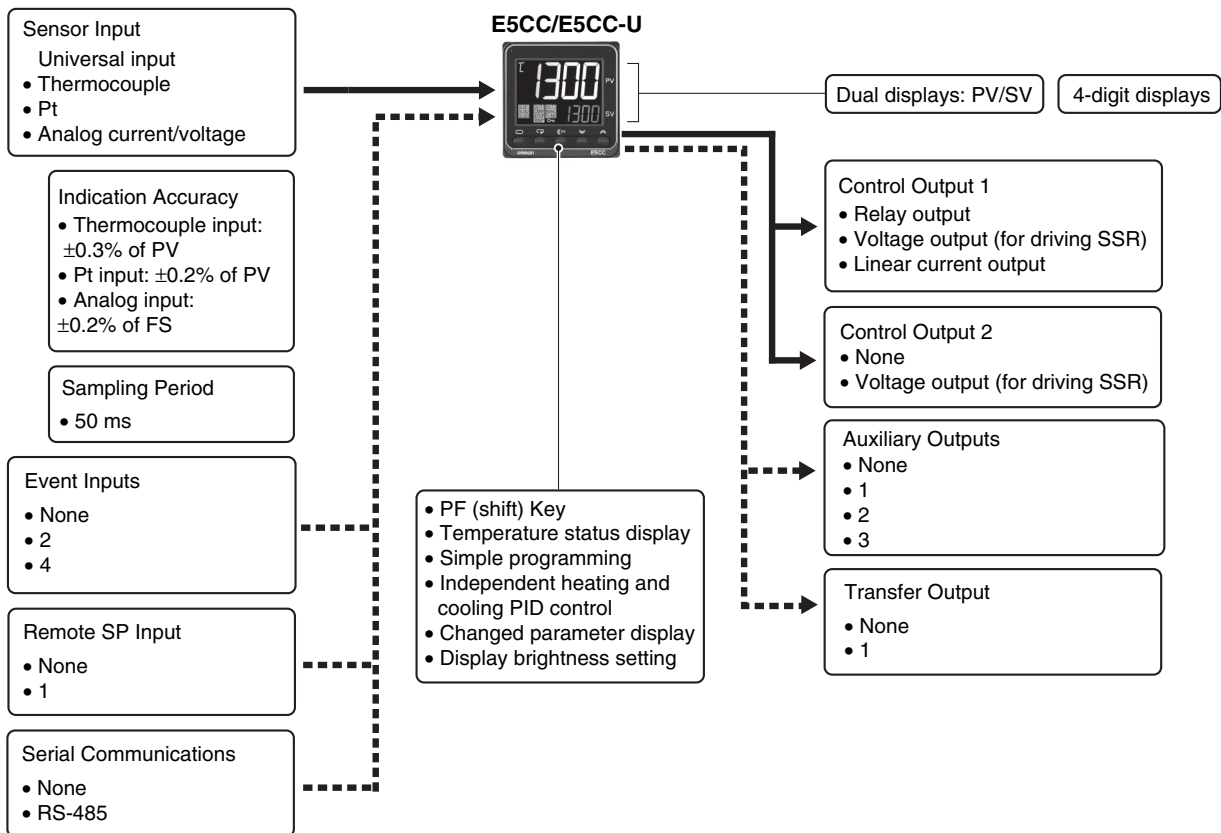 E5CC/E5CC-U
Sensor Input
Universal input
• Thermocouple
• Pt
• Analog current/voltage
Indication Accuracy
• Thermocouple input:
±0.3% of PV
• Pt input: ±0.2% of PV
• Analog input:
±0.2% of FS
Sampling Period
• 50 ms
Event Inputs
• None
• 2
• 4
Remote SP Input
• None
• 1
Serial Communications
• None
• RS-485
1300
PV
1300
SV
OMRON
E5CC
• PF (shift) Key
• Temperature status display
• Simple programming
• Independent heating and
cooling PID control
• Changed parameter display
• Display brightness setting
Dual displays: PV/SV
4-digit displays
Control Output 1
• Relay output
• Voltage output (for driving SSR)
• Linear current output
Control Output 2
• None
• Voltage output (for driving SSR)
Auxiliary Outputs
• None
• 1
• 2
• 3
Transfer Output
• None
• 1